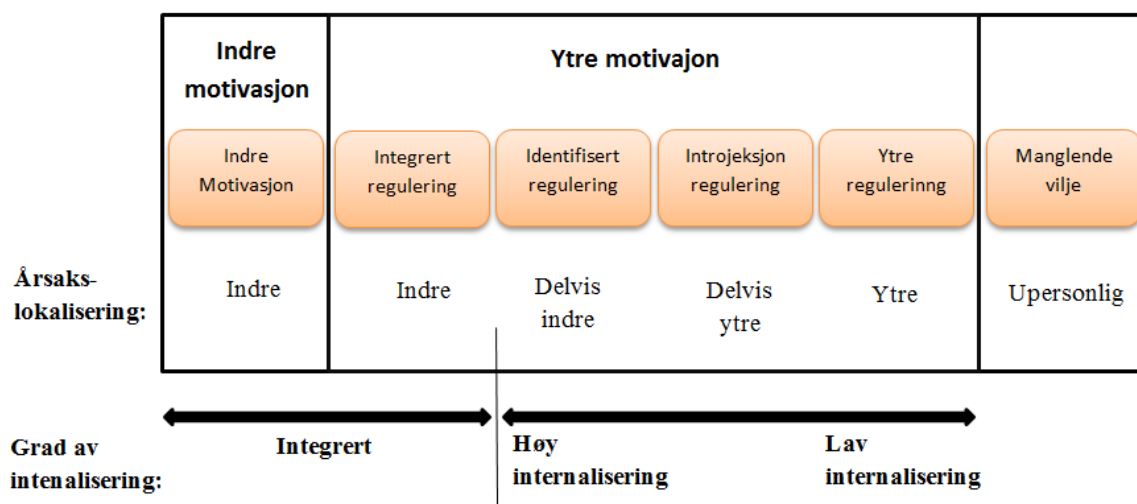 Indre
motivasjon
Ytre motivajon
Indre
Motivasjon
Integrert
regulering
Identifisert
regulering
Introjeksjon
regulering
Ytre
regulerinng
Manglende
vilje
Årsaks-
lokalisering:
Indre
Indre
Delvis
indre
Delvis
ytre
Ytre
Upersonlig
Grad av
intenalisering:
Integrert
Høy
internalisering
Lav
internalisering